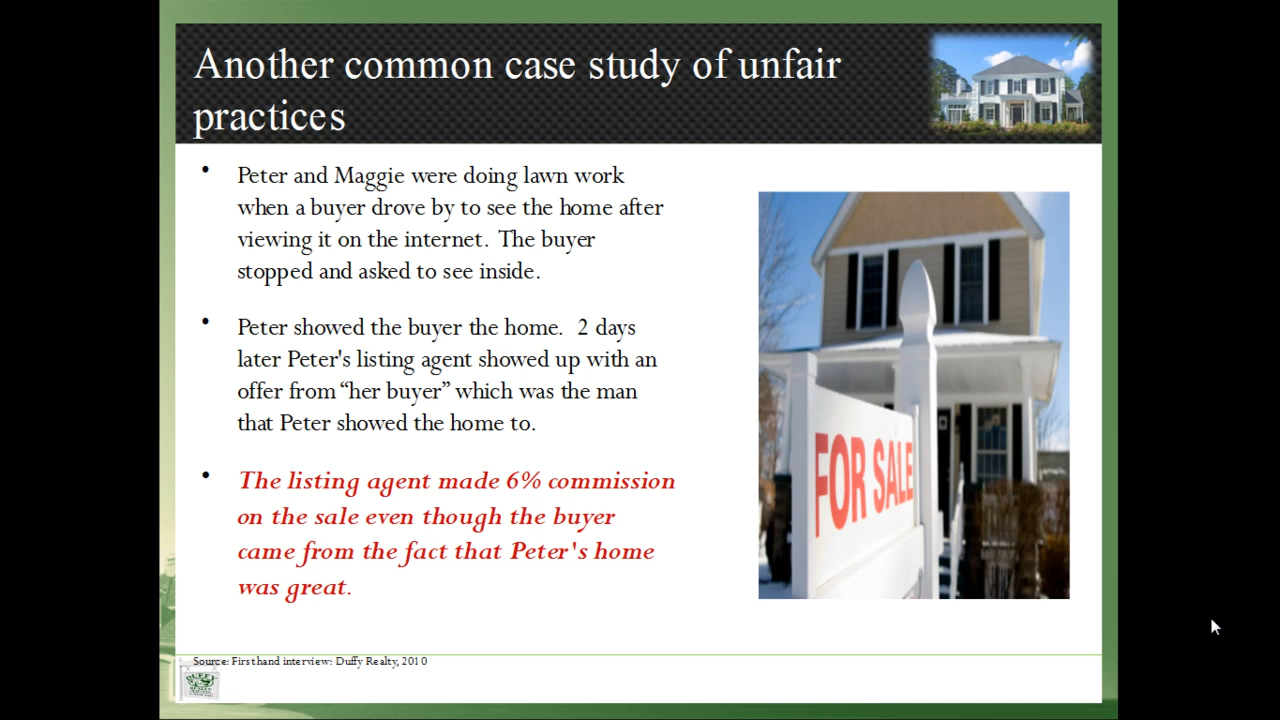 Another common case study of unfair
practices
• Peter and Maggie were doing lawn work
when a buyer drove by to see the home after
viewing it on the internet. The buyer
stopped and asked to see inside.
• Peter showed the buyer the home. 2 days
later Peter's listing agent showed up with an
offer from “her buyer” which was the man
that Peter showed the home to.
• The listing agent made 6% commission
on the sale even though the buyer
came from the fact that Peter's home
was great.
FOR SALE
Source: Firsthand interview: Duffy Realty, 2010
DUFFY
REALTY